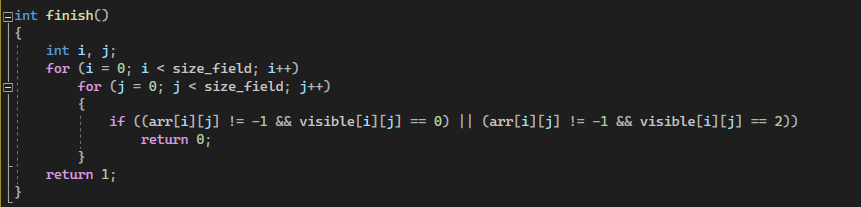 int finish()
{
    int i, j;
    for (i = 0; i < size_field; i++)
        for (j = 0; j < size_field; j++)
        {
            if ((arr[i][j] != -1 && visible[i][j] == 0) || (arr[i][j] != -1 && visible[i][j] == 2))
                return 0;
        }
    return 1;
}